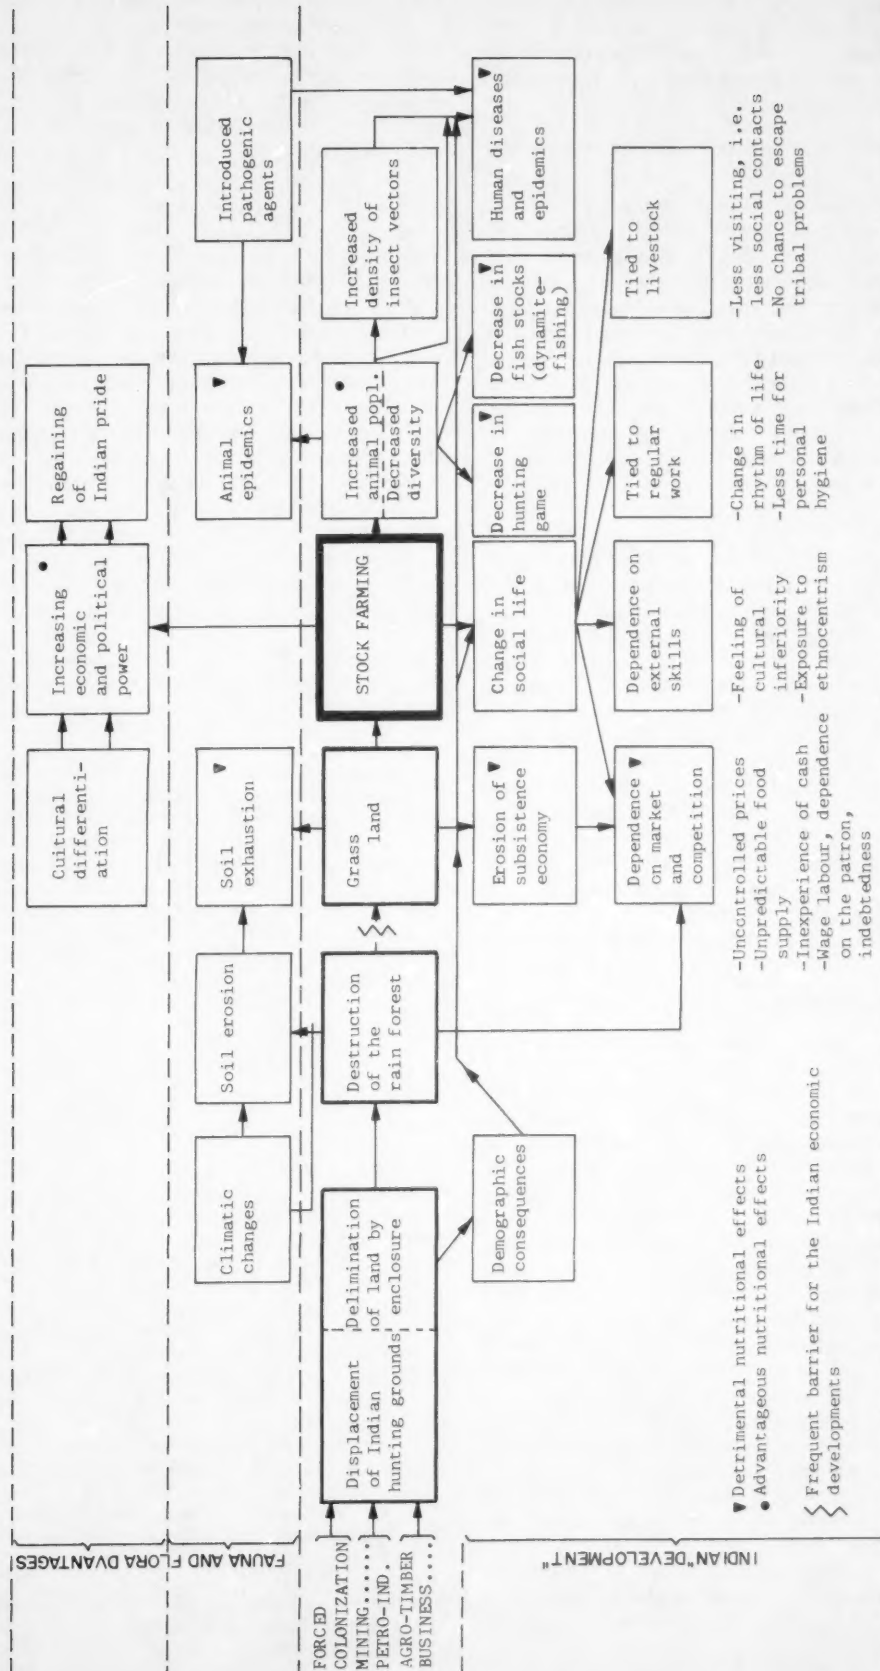 FAUNA AND FLORA DVANTAGES
Cuitural
differenti-
ation
Increasing
economic
and political
power
Regaining
of
Indian pride
Climatic
changes
Soil erosion
Soil
exhaustion
Animal
epidemics
Introduced
pathogenic
agents
FORCED
COLONIZATION
MINING......
PETRO-IND.
AGRO-TIMBER
BUSINESS....
Displacement
of Indian
hunting grounds
Delimination
of land by
enclosure
Destruction
of the
rain forest
Grass
land
STOCK FARMING
Increased
animal popl.
Decreased
diversity
Increased
density of
insect vectors
INDIAN"DEVELOPMENT"
Demographic
consequences
Erosion of
subsistence
economy
Change in
social life
Decrease in
hunting
game
Decrease in
fish stocks
(dynamite-
fishing)
Human diseases
and
epidemics
Dependence
on market
and
competition
Dependence on
external
skills
Tied to
regular
work
Tied to
livestock
-Unccntrolled prices
-Unpredictable food
supply
-Inexperience of cash
-Wage labour, dependence
on the patron,
indebtedness
-Feeling of
cultural
inferiority
-Exposure to
ethnocentrism
-Change in
rhythm of life
-Less time for
personal
hygiene
-Less visiting, i.e.
less social contacts
-No chance to escape
tribal problems
▼ Detrimental nutritional effects
● Advantageous nutritional effects
Frequent barrier for the Indian economic
developments